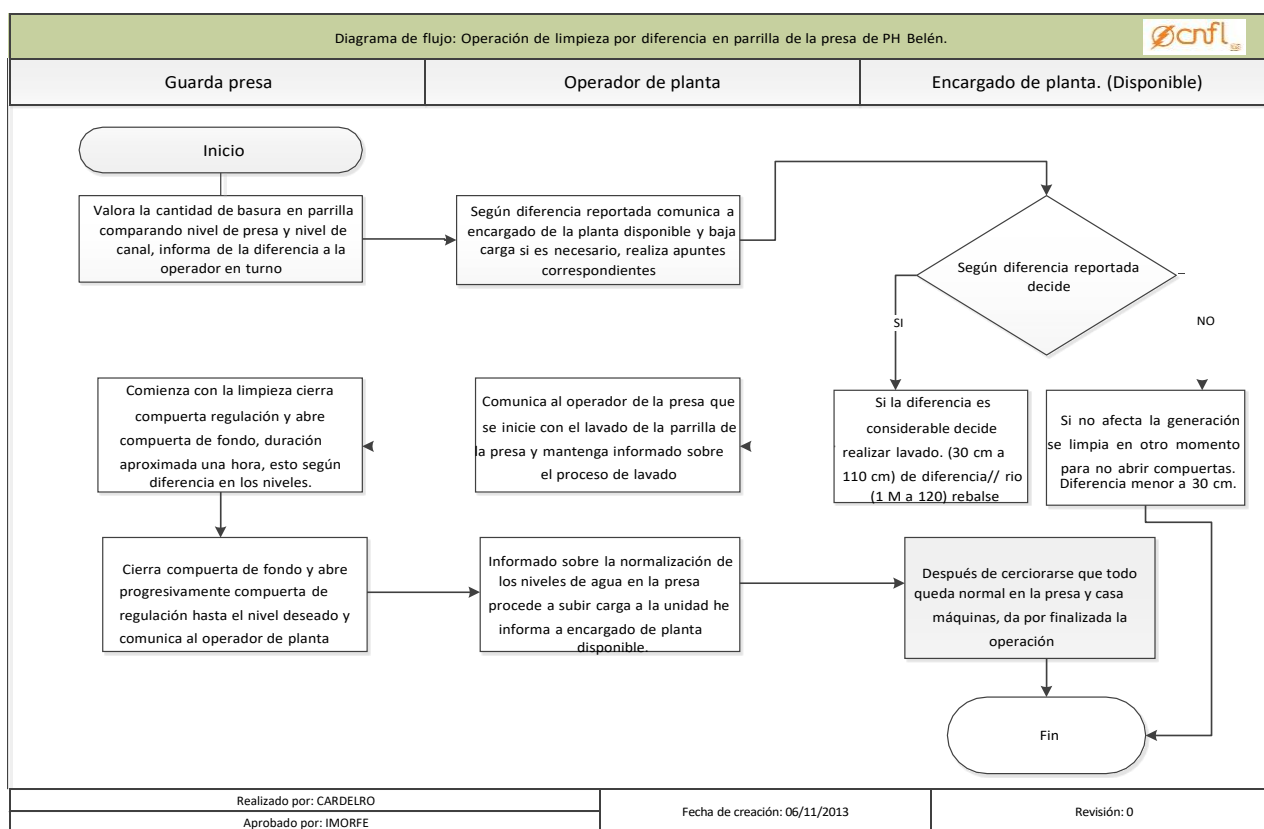 Diagrama de flujo: Operación de limpieza por diferencia en parrilla de la presa de PH Belén.
cnfl
Guarda presa
Operador de planta
Encargado de planta. (Disponible)
Inicio
Valora la cantidad de basura en parrilla
comparando nivel de presa y nivel de
canal, informa de la diferencia a la
operador en turno
Según diferencia reportada comunica a
encargado de la planta disponible y baja
carga si es necesario, realiza apuntes
correspondientes
Según diferencia reportada
decide
SI
NO
Comienza con la limpieza cierra
compuerta regulación y abre
compuerta de fondo, duración
aproximada una hora, esto según
diferencia en los niveles.
Comunica al operador de la presa que
se inicie con el lavado de la parrilla de
la presa y mantenga informado sobre
el proceso de lavado
Si la diferencia es
considerable decide
realizar lavado. (30 cm a
110 cm) de diferencia// rio
(1 M a 120) rebalse
Si no afecta la generación
se limpia en otro momento
para no abrir compuertas.
Diferencia menor a 30 cm.
Cierra compuerta de fondo y abre
progresivamente compuerta de
regulación hasta el nivel deseado y
comunica al operador de planta
Informado sobre la normalización de
los niveles de agua en la presa
procede a subir carga a la unidad he
informa a encargado de planta
disponible.
Después de cerciorarse que todo
queda normal en la presa y casa
máquinas, da por finalizada la
operación
Fin
Realizado por: CARDELRO
Aprobado por: IMORFE
Fecha de creación: 06/11/2013
Revisión: 0